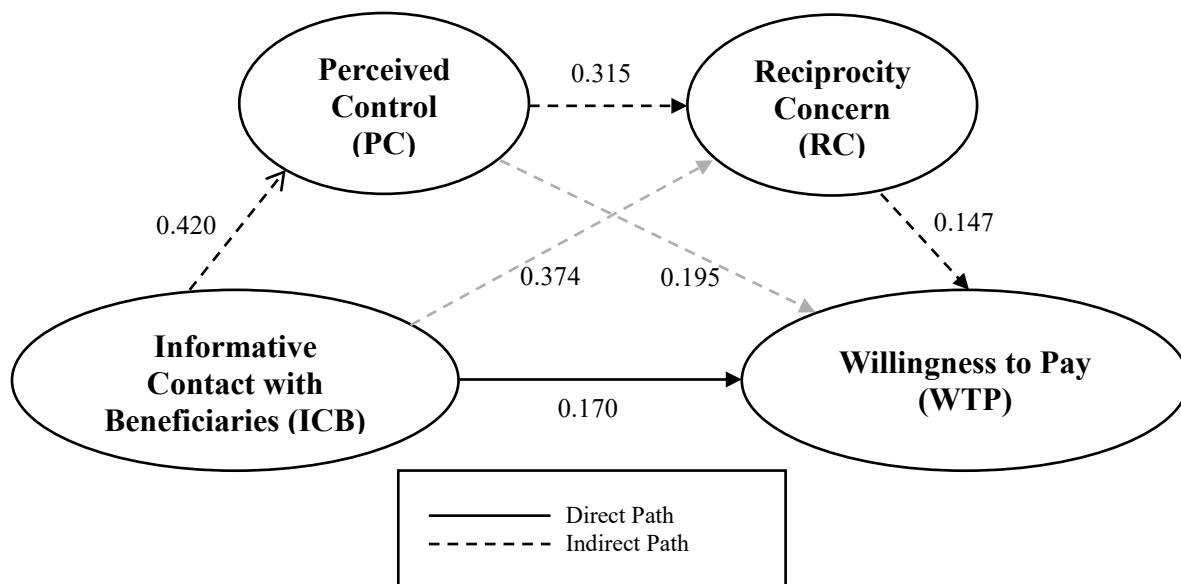 Perceived
Control
(PC)
0.315
Reciprocity
Concern
(RC)
0.420
0.374
0.195
0.147
Informative
Contact with
Beneficiaries (ICB)
0.170
Willingness to Pay
(WTP)
Direct Path
Indirect Path